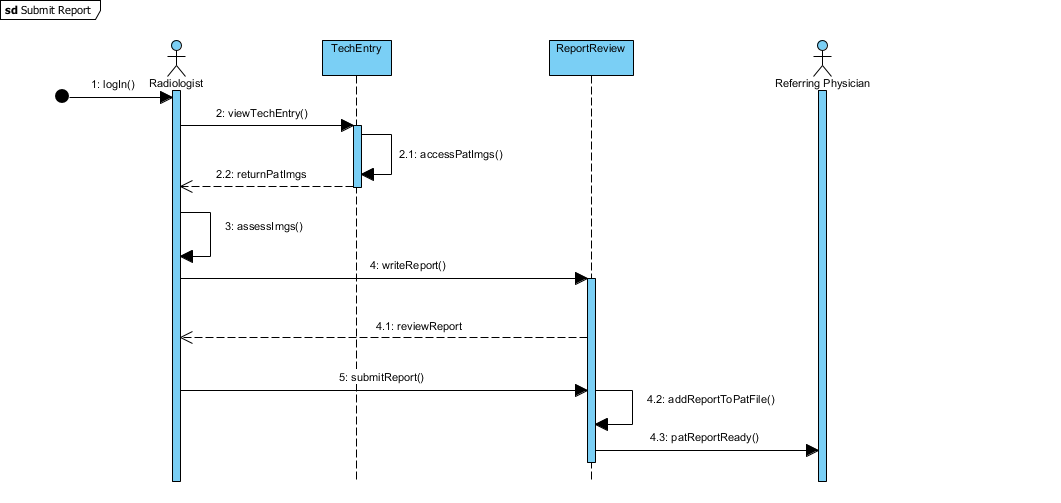 sd Submit Report
TechEntry
ReportReview
Radiologist
Referring Physician
1: logIn()
2: viewTechEntry()
2.1: accessPatImgs()
2.2: returnPatImgs
3: assessImgs()
4: writeReport()
4.1: reviewReport
5: submitReport()
4.2: addReportToPatFile()
4.3: patReportReady()